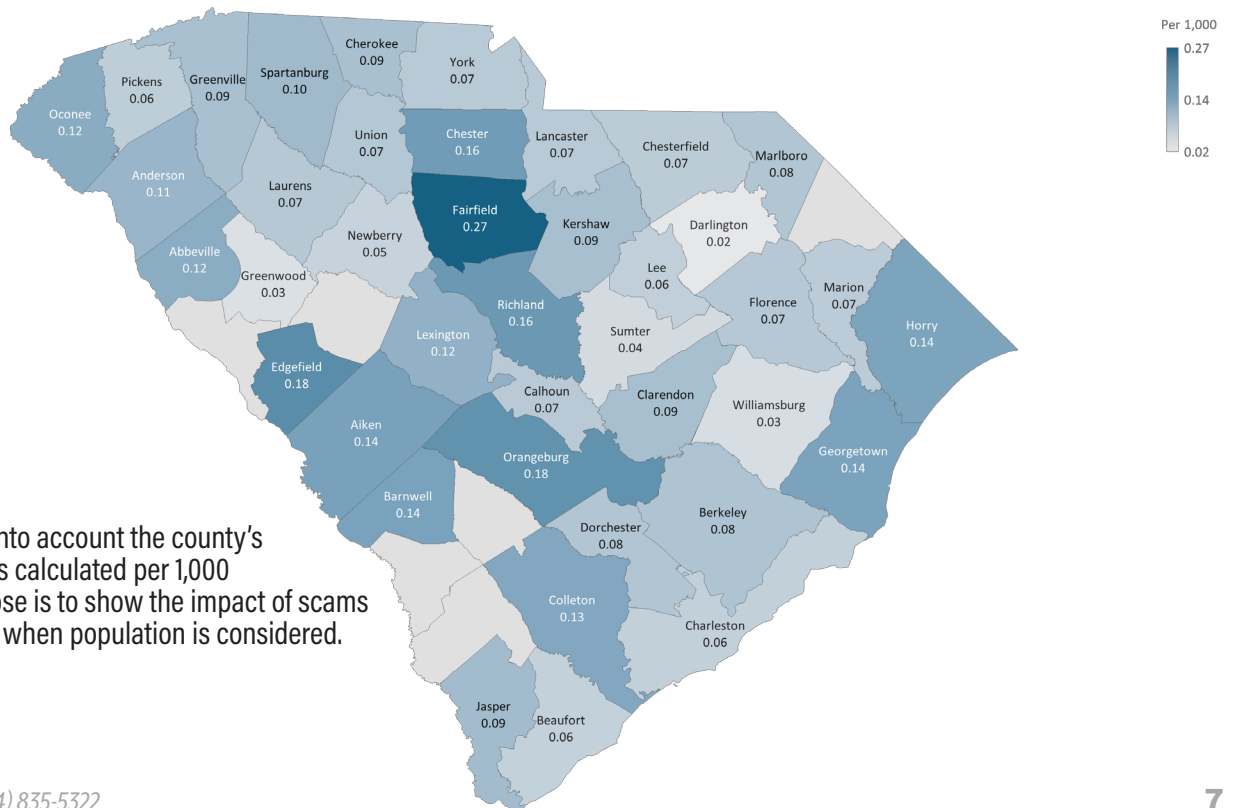 Per 1,000
0.27
0.14
0.02
Cherokee
0.09
York
0.07
Pickens
0.06
Greenville
0.09
Spartanburg
0.10
Oconee
0.12
Union
0.07
Chester
0.16
Lancaster
0.07
Chesterfield
0.07
Marlboro
0.08
Anderson
0.11
Laurens
0.07
Fairfield
0.27
Kershaw
0.09
Darlington
0.02
Newberry
0.05
Abbeville
0.12
Greenwood
0.03
Lee
0.06
Marion
0.07
Florence
0.07
Richland
0.16
Horry
0.14
Lexington
0.12
Sumter
0.04
Edgefield
0.18
Calhoun
0.07
Clarendon
0.09
Williamsburg
0.03
Aiken
0.14
Georgetown
0.14
Orangeburg
0.18
Barnwell
0.14
Berkeley
0.08
Dorchester
0.08
nto account the county's
s calculated per 1,000
ose is to show the impact of scams
when population is considered.
Colleton
0.13
Charleston
0.06
Jasper
0.09
Beaufort
0.06
4) 835-5322
7